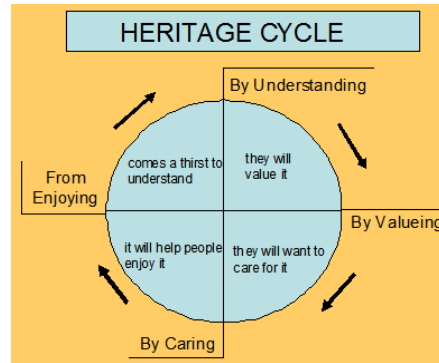 HERITAGE CYCLE
By Understanding
they will
value it
By Valueing
they will want to
care for it
By Caring
it will help people
enjoy it
From
Enjoying
comes a thirst to
understand